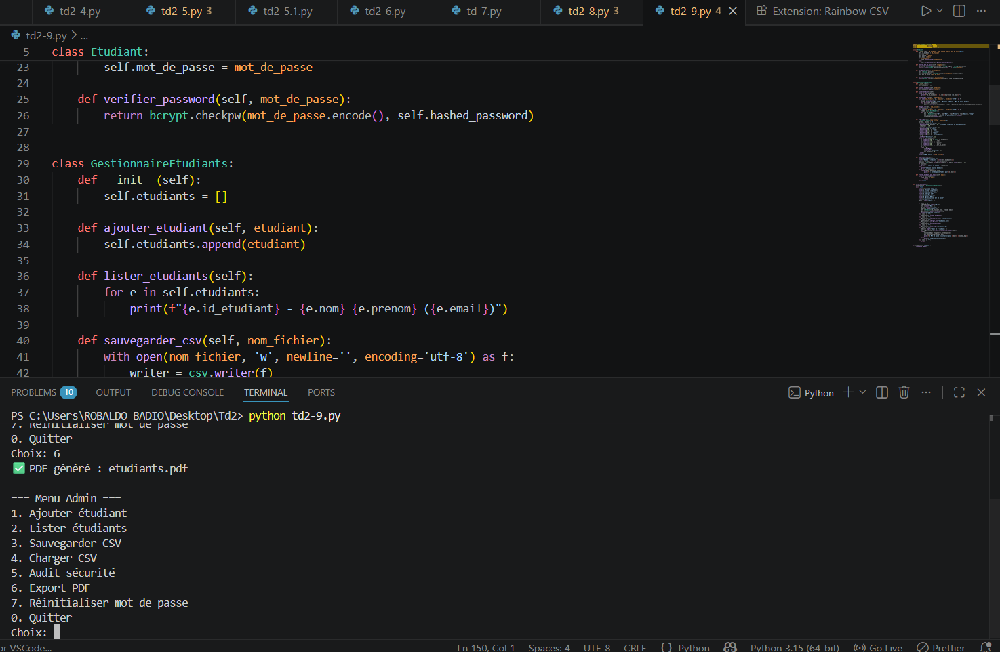 td2-4.py td2-5.py 3 td2-5.1.py td2-6.py td-7.py td2-8.py 3 td2-9.py 4 Extension: Rainbow CSV
td2-9.py > ...
5 class Etudiant:
23 self.mot_de_passe = mot_de_passe
24
25 def verifier_password(self, mot_de_passe):
26 return bcrypt.checkpw(mot_de_passe.encode(), self.hashed_password)
27
28
29 class GestionnaireEtudiants:
30 def __init__(self):
31 self.etudiants = []
32
33 def ajouter_etudiant(self, etudiant):
34 self.etudiants.append(etudiant)
35
36 def lister_etudiants(self):
37 for e in self.etudiants:
38 print(f"{e.id_etudiant} - {e.nom} {e.prenom} ({e.email})")
39
40 def sauvegarder_csv(self, nom_fichier):
41 with open(nom_fichier, 'w', newline='', encoding='utf-8') as f:
42 writer = csv.writer(f)
PROBLEMS 10 OUTPUT DEBUG CONSOLE TERMINAL PORTS Python
PS C:\Users\ROBALDO BADIO\Desktop\Td2> python td2-9.py
7. Réinitialiser mot de passe
0. Quitter
Choix: 6
✅ PDF généré : etudiants.pdf
=== Menu Admin ===
1. Ajouter étudiant
2. Lister étudiants
3. Sauvegarder CSV
4. Charger CSV
5. Audit sécurité
6. Export PDF
7. Réinitialiser mot de passe
0. Quitter
Choix:
or VSCode... Ln 150, Col 1 Spaces: 4 UTF-8 CRLF { } Python Python 3.15 (64-bit) Go Live Prettier